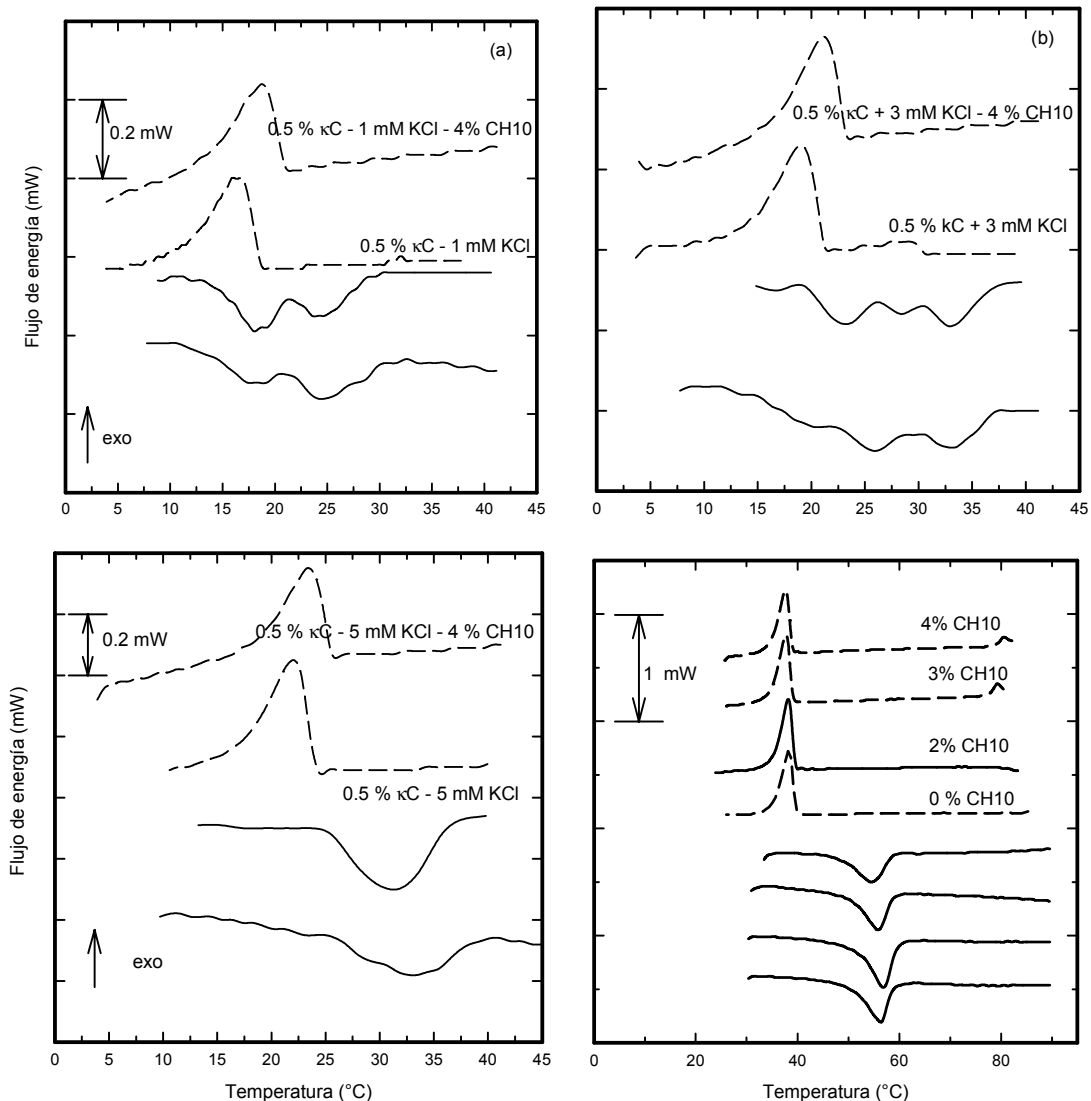 (a)
0.2 mW
0.5 % κC - 1 mM KCl - 4% CH10
0.5 % κC - 1 mM KCl
exo
Flujo de energía (mW)
0 5 10 15 20 25 30 35 40 45
(b)
0.5 % κC + 3 mM KCl - 4 % CH10
0.5 % kC + 3 mM KCl
0 5 10 15 20 25 30 35 40 45
0.2 mW
0.5 % κC - 5 mM KCl - 4 % CH10
0.5 % κC - 5 mM KCl
exo
Flujo de energía (mW)
0 5 10 15 20 25 30 35 40 45
Temperatura (°C)
1 mW
4% CH10
3% CH10
2% CH10
0 % CH10
0 20 40 60 80
Temperatura (°C)